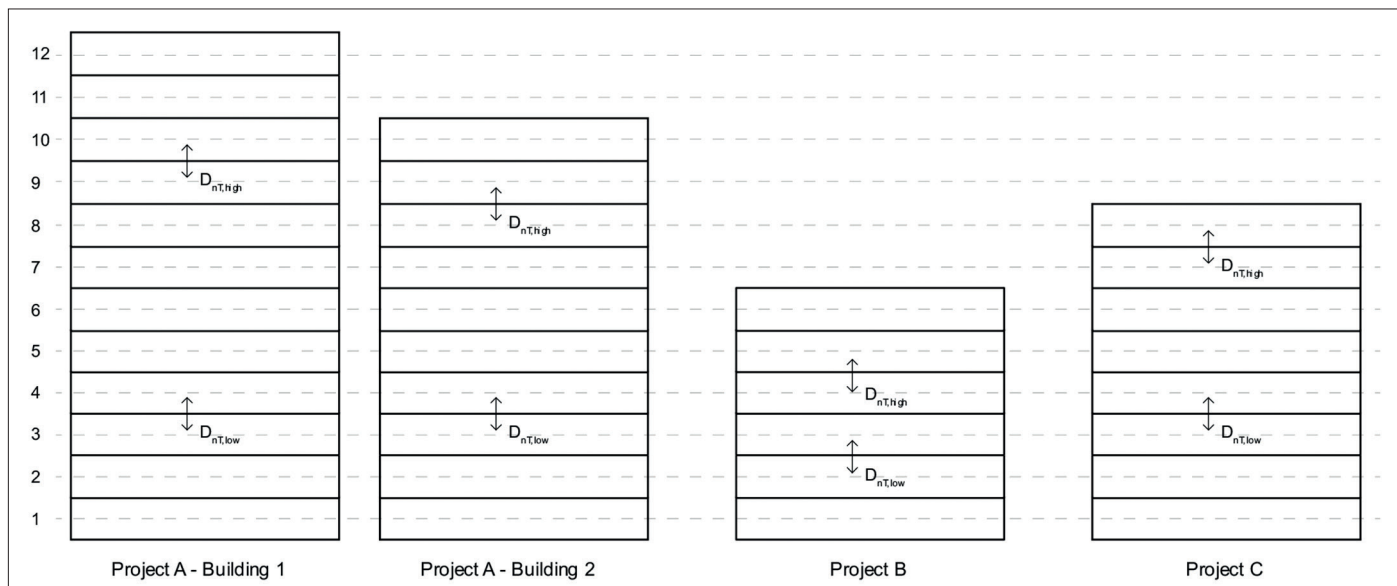 12
11
10
D_nT,high
9
D_nT,high
8
D_nT,high
7
6
5
D_nT,high
4
D_nT,low
D_nT,low
D_nT,low
3
D_nT,low
2
1
Project A - Building 1
Project A - Building 2
Project B
Project C